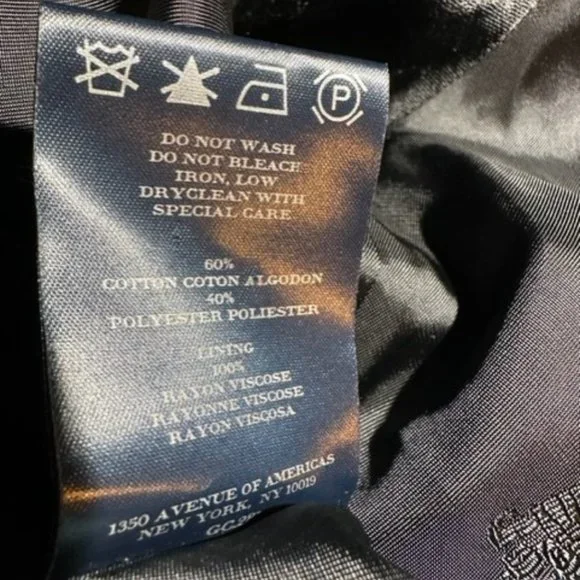 P
DO NOT WASH
DO NOT BLEACH
IRON, LOW
DRYCLEAN WITH
SPECIAL CARE
60%
COTTON COTON ALGODON
40%
POLYESTER POLIESTER
LINING
100%
RAYON VISCOSE
RAYONNE VISCOSE
RAYON VISCOSA
1350 AVENUE OF AMERICAS
NEW YORK, NY 10019